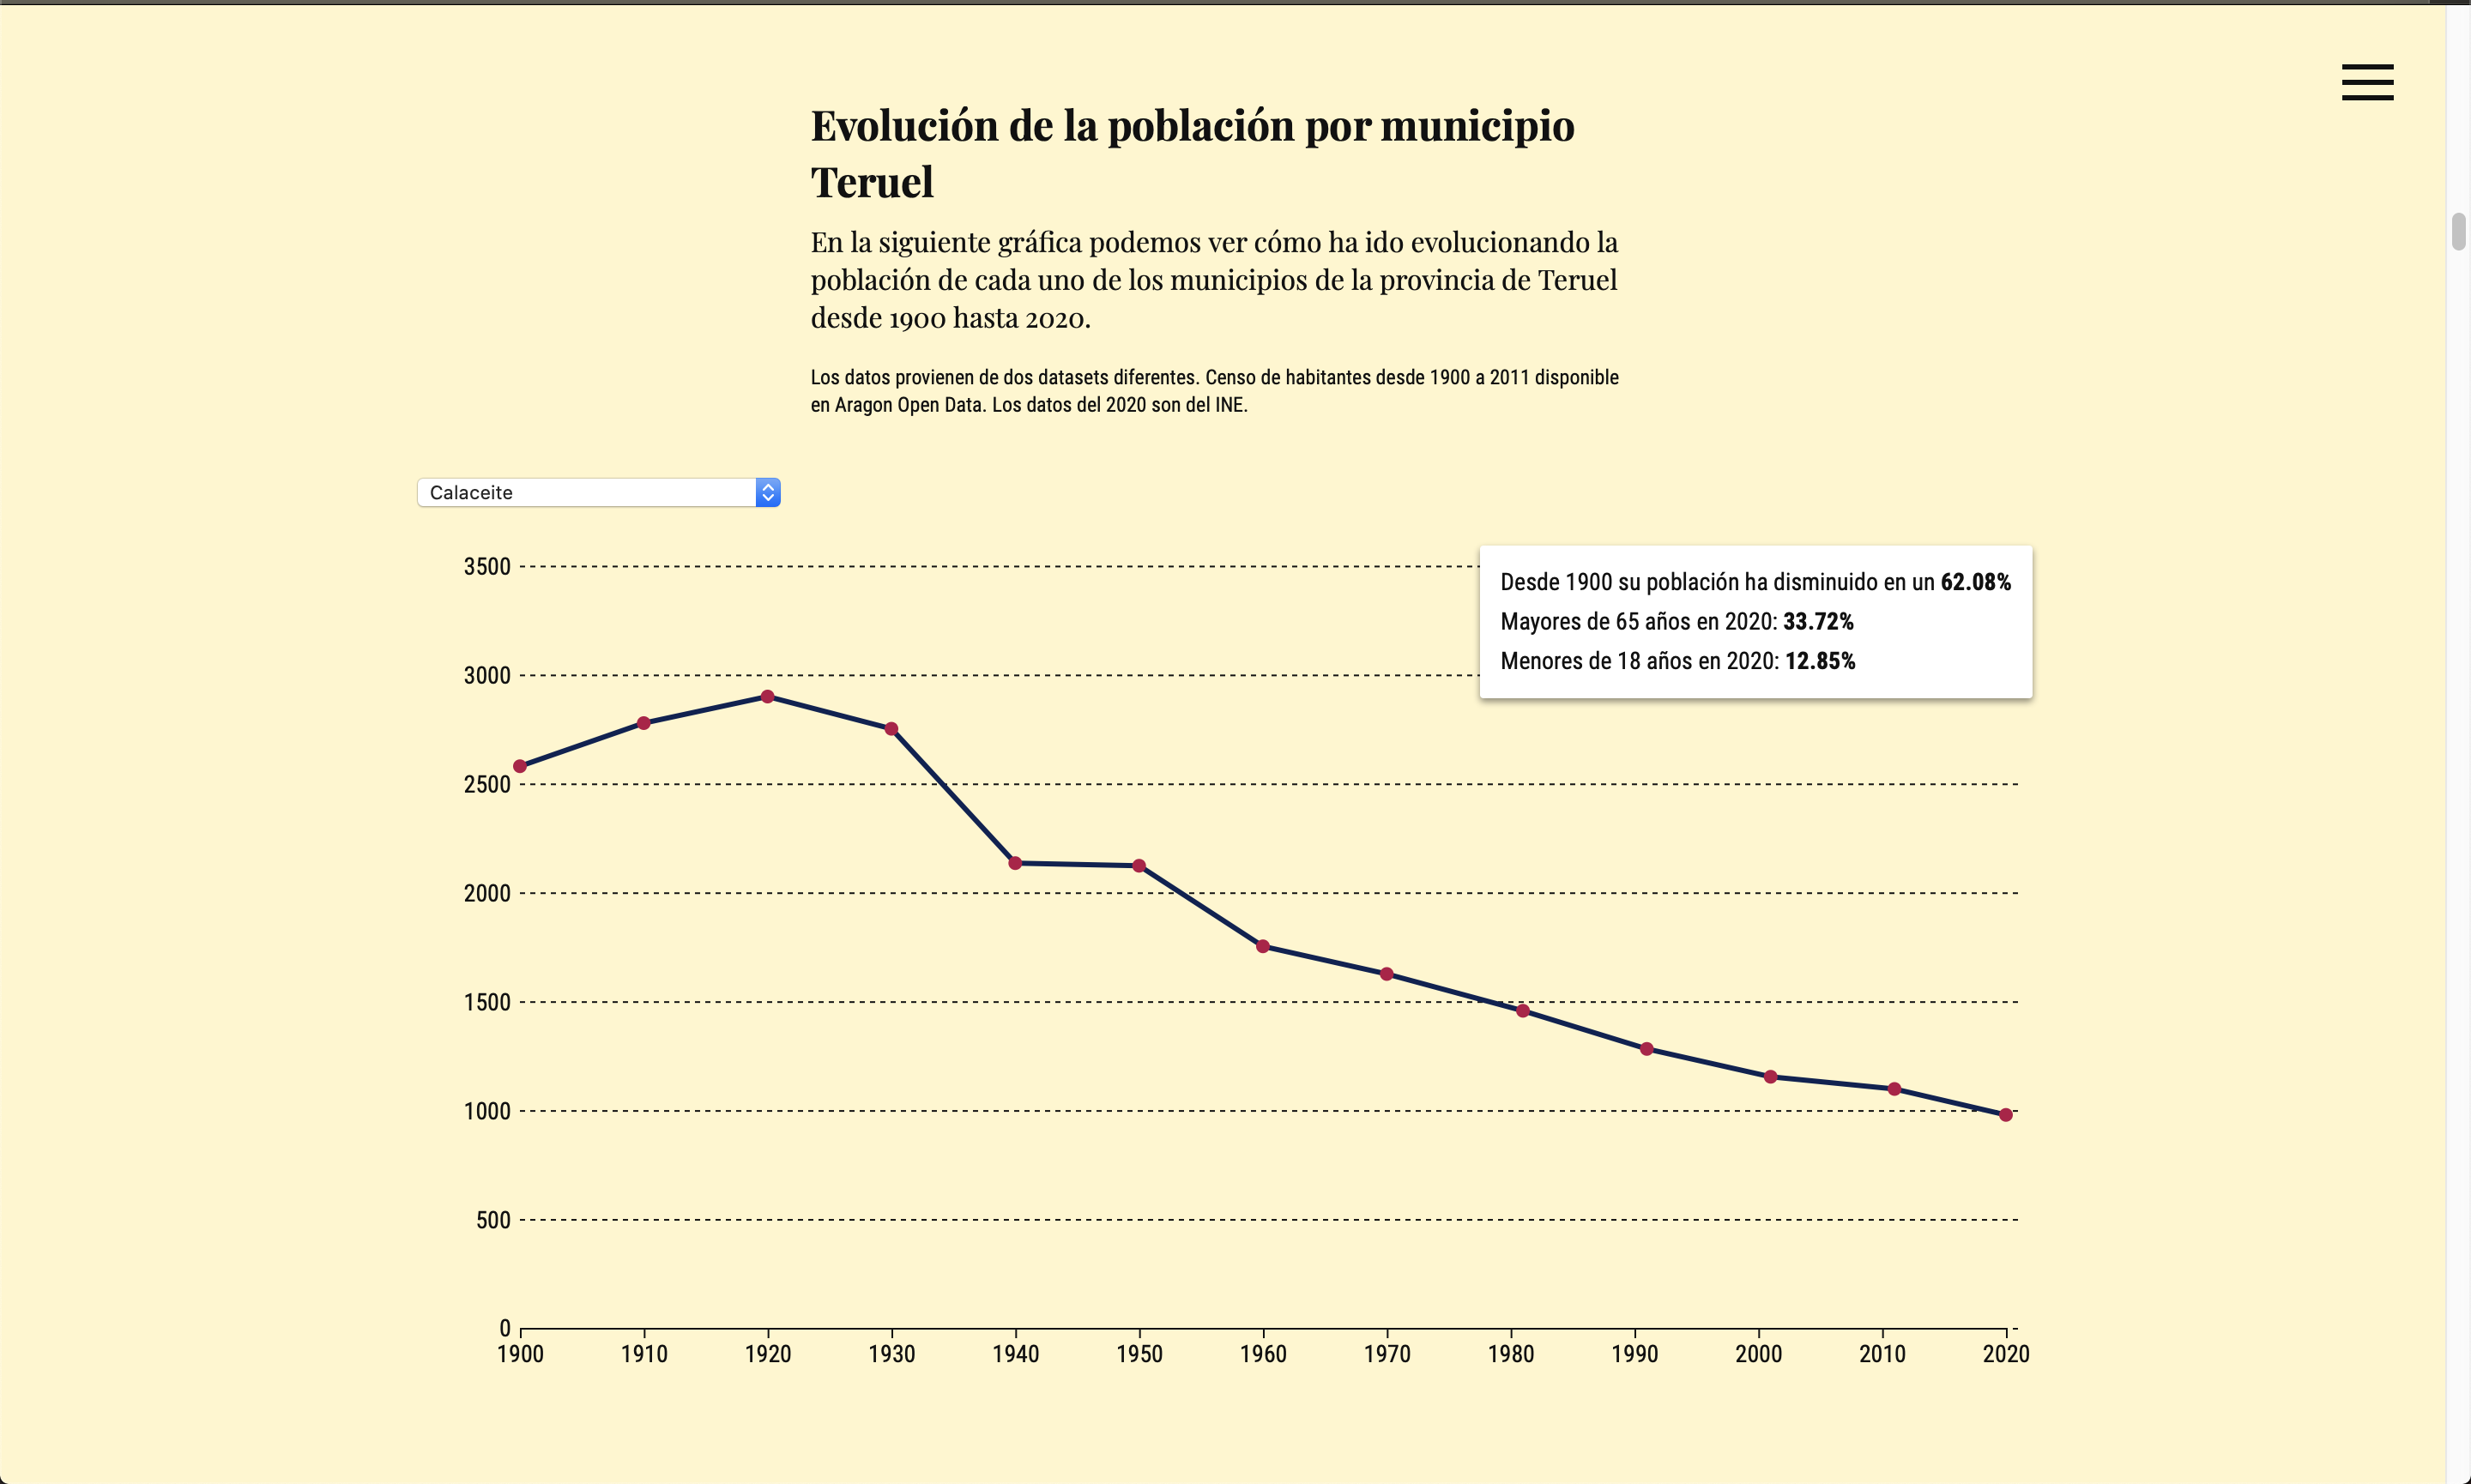 Evolución de la población por municipio
Teruel
En la siguiente gráfica podemos ver cómo ha ido evolucionando la
población de cada uno de los municipios de la provincia de Teruel
desde 1900 hasta 2020.
Los datos provienen de dos datasets diferentes. Censo de habitantes desde 1900 a 2011 disponible
en Aragon Open Data. Los datos del 2020 son del INE.
Calaceite
Desde 1900 su población ha disminuido en un 62.08%
Mayores de 65 años en 2020: 33.72%
Menores de 18 años en 2020: 12.85%
3500
3000
2500
2000
1500
1000
500
0
1900 1910 1920 1930 1940 1950 1960 1970 1980 1990 2000 2010 2020